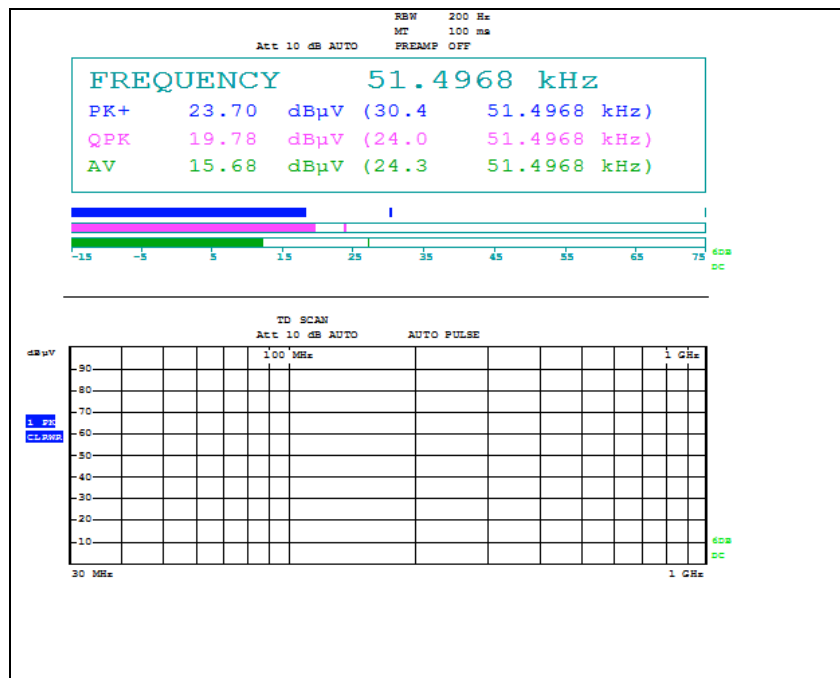 RBW 200 Hz
MT 100 ms
Att 10 dB AUTO PREAMP OFF
FREQUENCY 51.4968 kHz
PK+ 23.70 dBµV (30.4 51.4968 kHz)
QPK 19.78 dBµV (24.0 51.4968 kHz)
AV 15.68 dBµV (24.3 51.4968 kHz)
-15 -5 5 15 25 35 45 55 65 75
6DB
DC
TD SCAN
Att 10 dB AUTO AUTO PULSE
dBµV
100 MHz 1 GHz
90
80
70
1 PK
CLRWR
60
50
40
30
20
10
6DB
DC
30 MHz 1 GHz